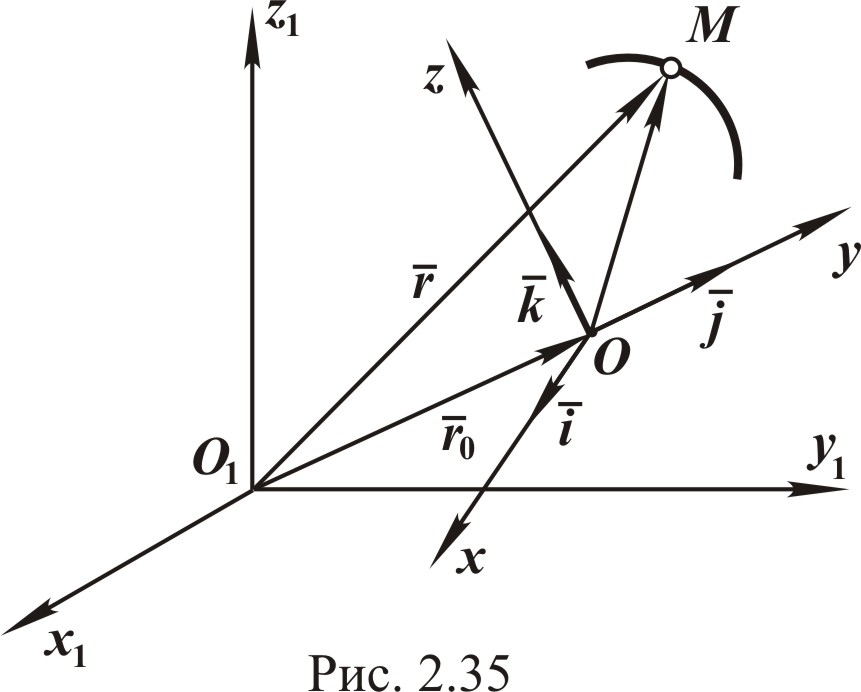 z₁
M
z
y
r̅
k̅
j̅
O
i̅
r̅₀
O₁
y₁
x
x₁
Рис. 2.35